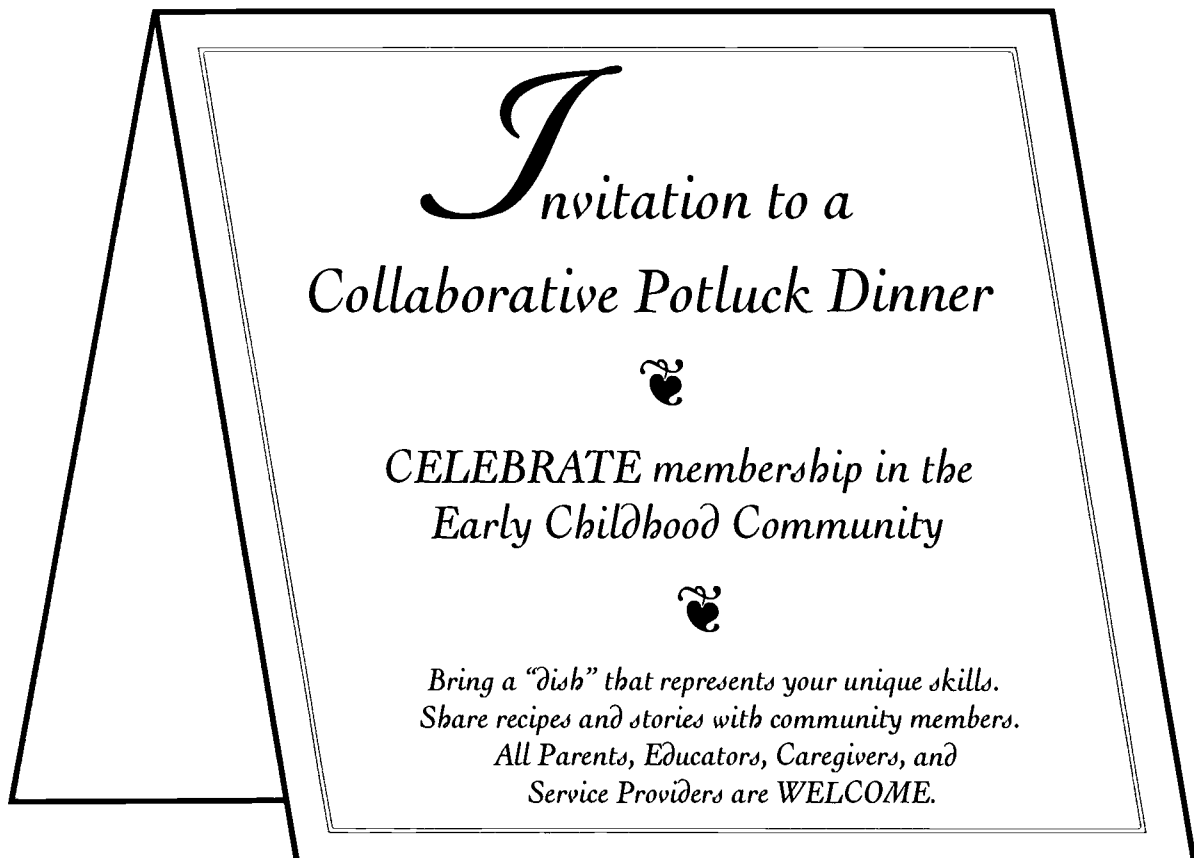 Invitation to a
Collaborative Potluck Dinner
CELEBRATE membership in the
Early Childhood Community
Bring a “dish” that represents your unique skills.
Share recipes and stories with community members.
All Parents, Educators, Caregivers, and
Service Providers are WELCOME.